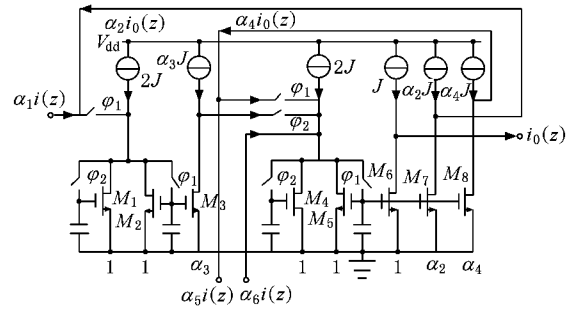 α₂i₀(z) α₄i₀(z)
V_dd α₃J
2J 2J J α₂J α₄J
α₁i(z) φ₁ φ₁
φ₂ i₀(z)
φ₂ M₁ φ₁ M₃ φ₂ M₄ φ₁ M₆ M₇ M₈
M₂ M₅
1 1 α₃ 1 1 1 α₂ α₄
α₅i(z) α₆i(z)